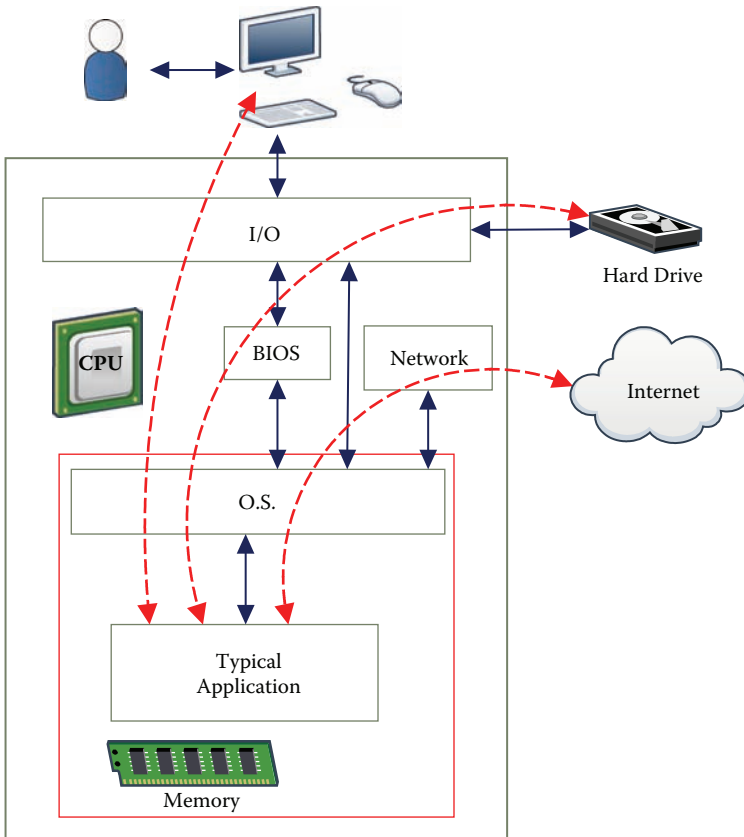 I/O
Hard Drive
CPU
BIOS
Network
Internet
O.S.
Typical
Application
Memory